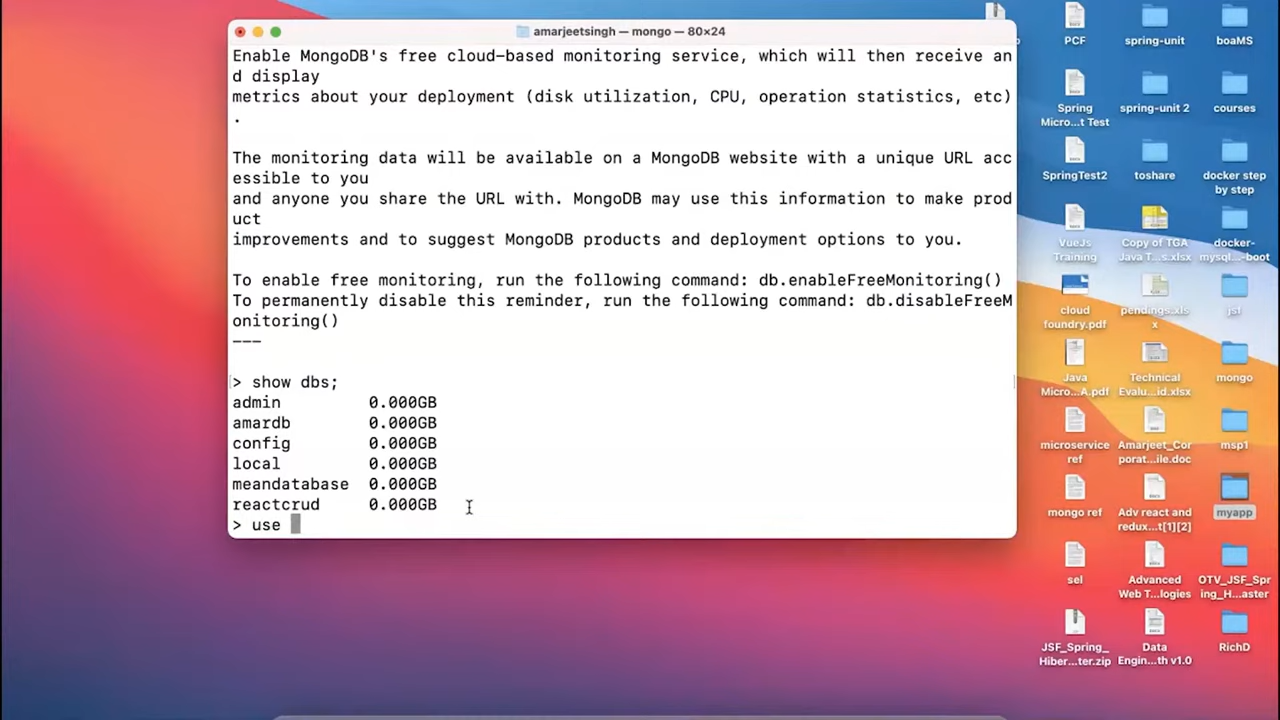 amarjeetsingh — mongo — 80×24
Enable MongoDB's free cloud-based monitoring service, which will then receive an
d display
metrics about your deployment (disk utilization, CPU, operation statistics, etc)
.
The monitoring data will be available on a MongoDB website with a unique URL acc
essible to you
and anyone you share the URL with. MongoDB may use this information to make prod
uct
improvements and to suggest MongoDB products and deployment options to you.
To enable free monitoring, run the following command: db.enableFreeMonitoring()
To permanently disable this reminder, run the following command: db.disableFreeM
onitoring()
---
> show dbs;
admin 0.000GB
amardb 0.000GB
config 0.000GB
local 0.000GB
meandatabase 0.000GB
reactcrud 0.000GB
> use
PCF
spring-unit
boaMS
Spring
Micro...t Test
spring-unit 2
courses
SpringTest2
toshare
docker step
by step
VueJs
Training
Copy of TGA
Java T...s.xlsx
docker-
mysql...-boot
cloud
foundry.pdf
pendings.xls
x
jsf
Java
Micro...A.pdf
Technical
Evalu...id.xlsx
mongo
microservice
ref
Amarjeet_Cor
porat...ile.doc
msp1
mongo ref
Adv react and
redux...t[1][2]
myapp
sel
Advanced
Web T...logies
OTV_JSF_Spr
ing_H...aster
JSF_Spring_
Hiber...ter.zip
Data
Engin...th v1.0
RichD